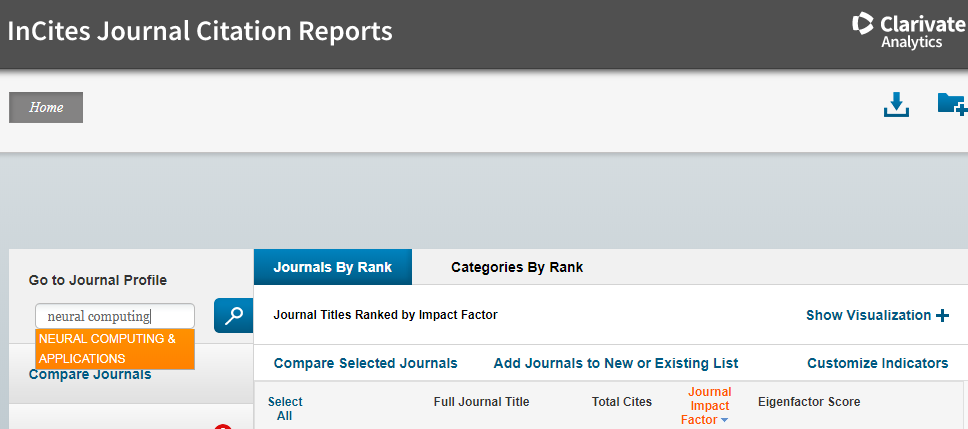 InCites Journal Citation Reports
Clarivate
Analytics
Home
Go to Journal Profile
neural computing
NEURAL COMPUTING &
APPLICATIONS
Compare Journals
Journals By Rank
Categories By Rank
Journal Titles Ranked by Impact Factor
Show Visualization +
Compare Selected Journals
Add Journals to New or Existing List
Customize Indicators
Select
All
Full Journal Title
Total Cites
Journal
Impact
Factor
Eigenfactor Score